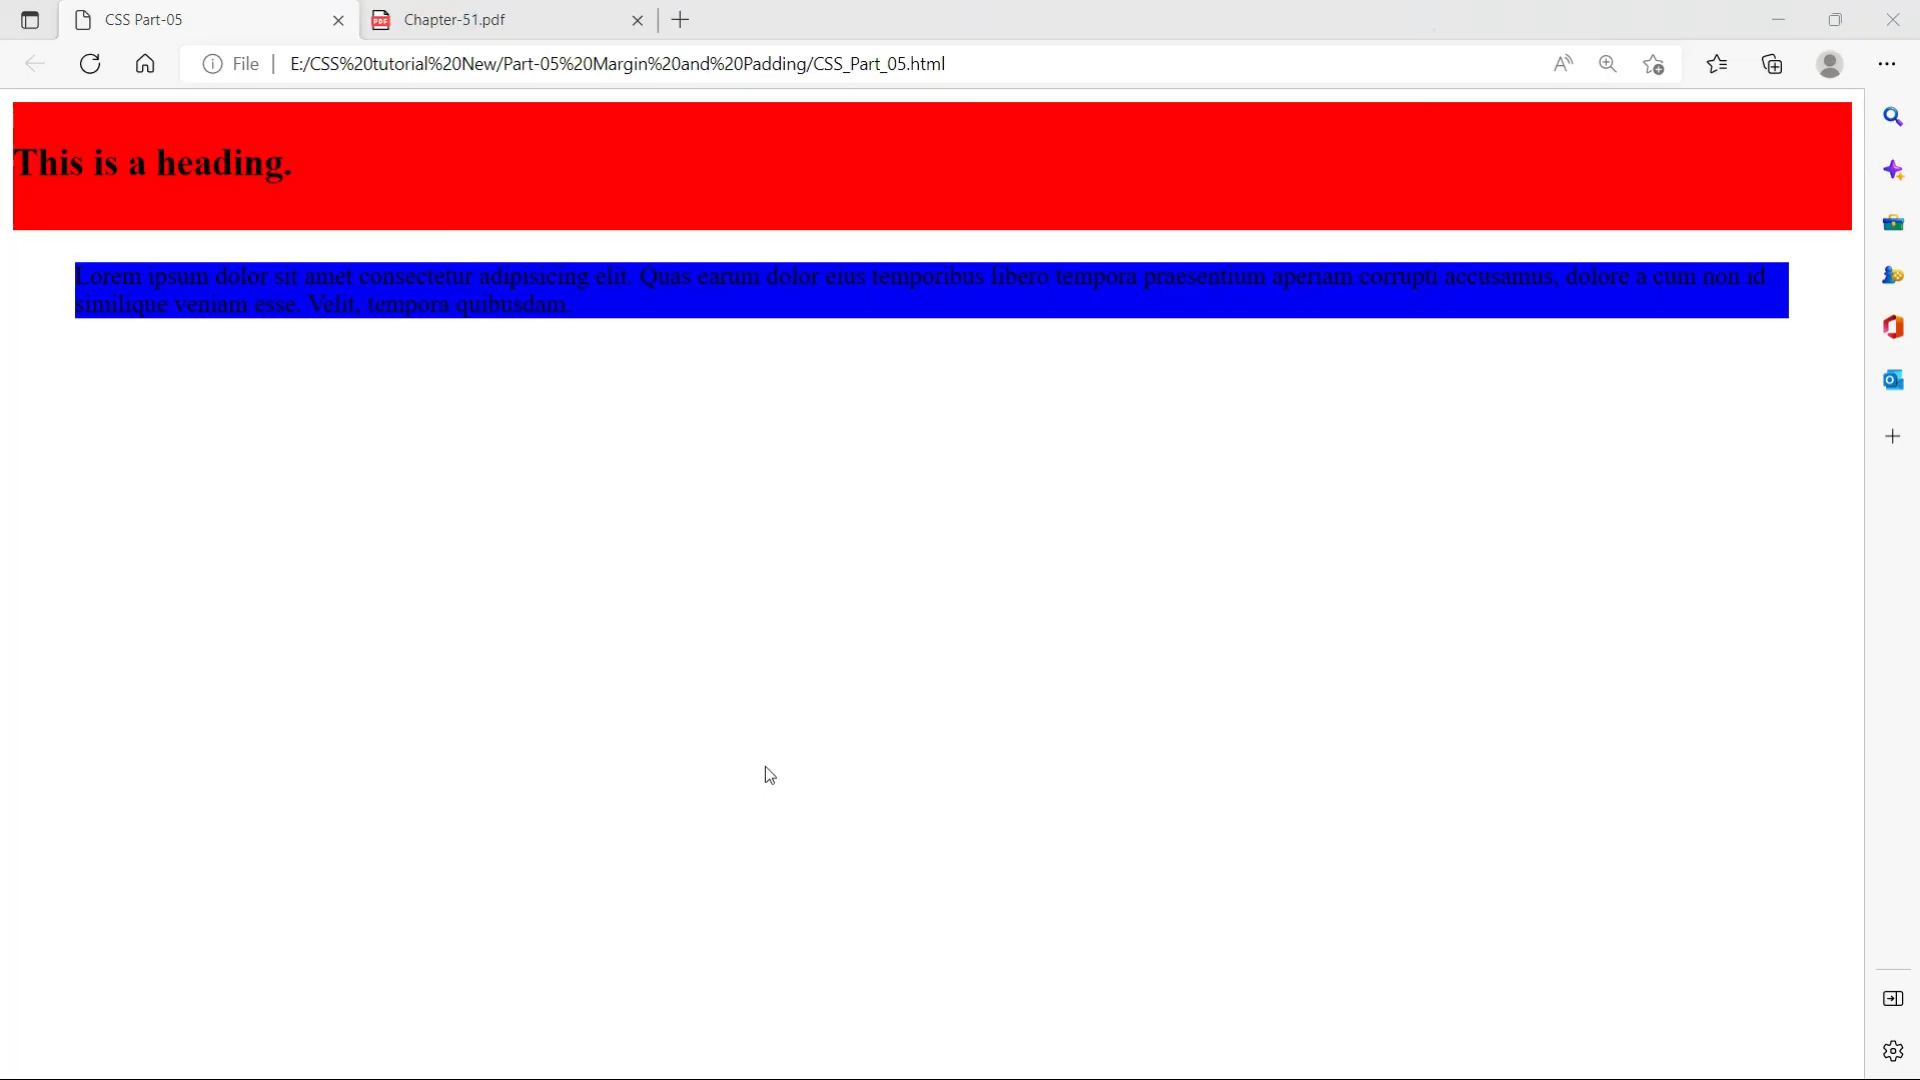 CSS Part-05
Chapter-51.pdf
File
E:/CSS%20tutorial%20New/Part-05%20Margin%20and%20Padding/CSS_Part_05.html
This is a heading.
Lorem ipsum dolor sit amet consectetur adipisicing elit. Quas earum dolor eius temporibus libero tempora praesentium aperiam corrupti accusamus, dolore a cum non id
similique veniam esse. Velit, tempora quibusdam.